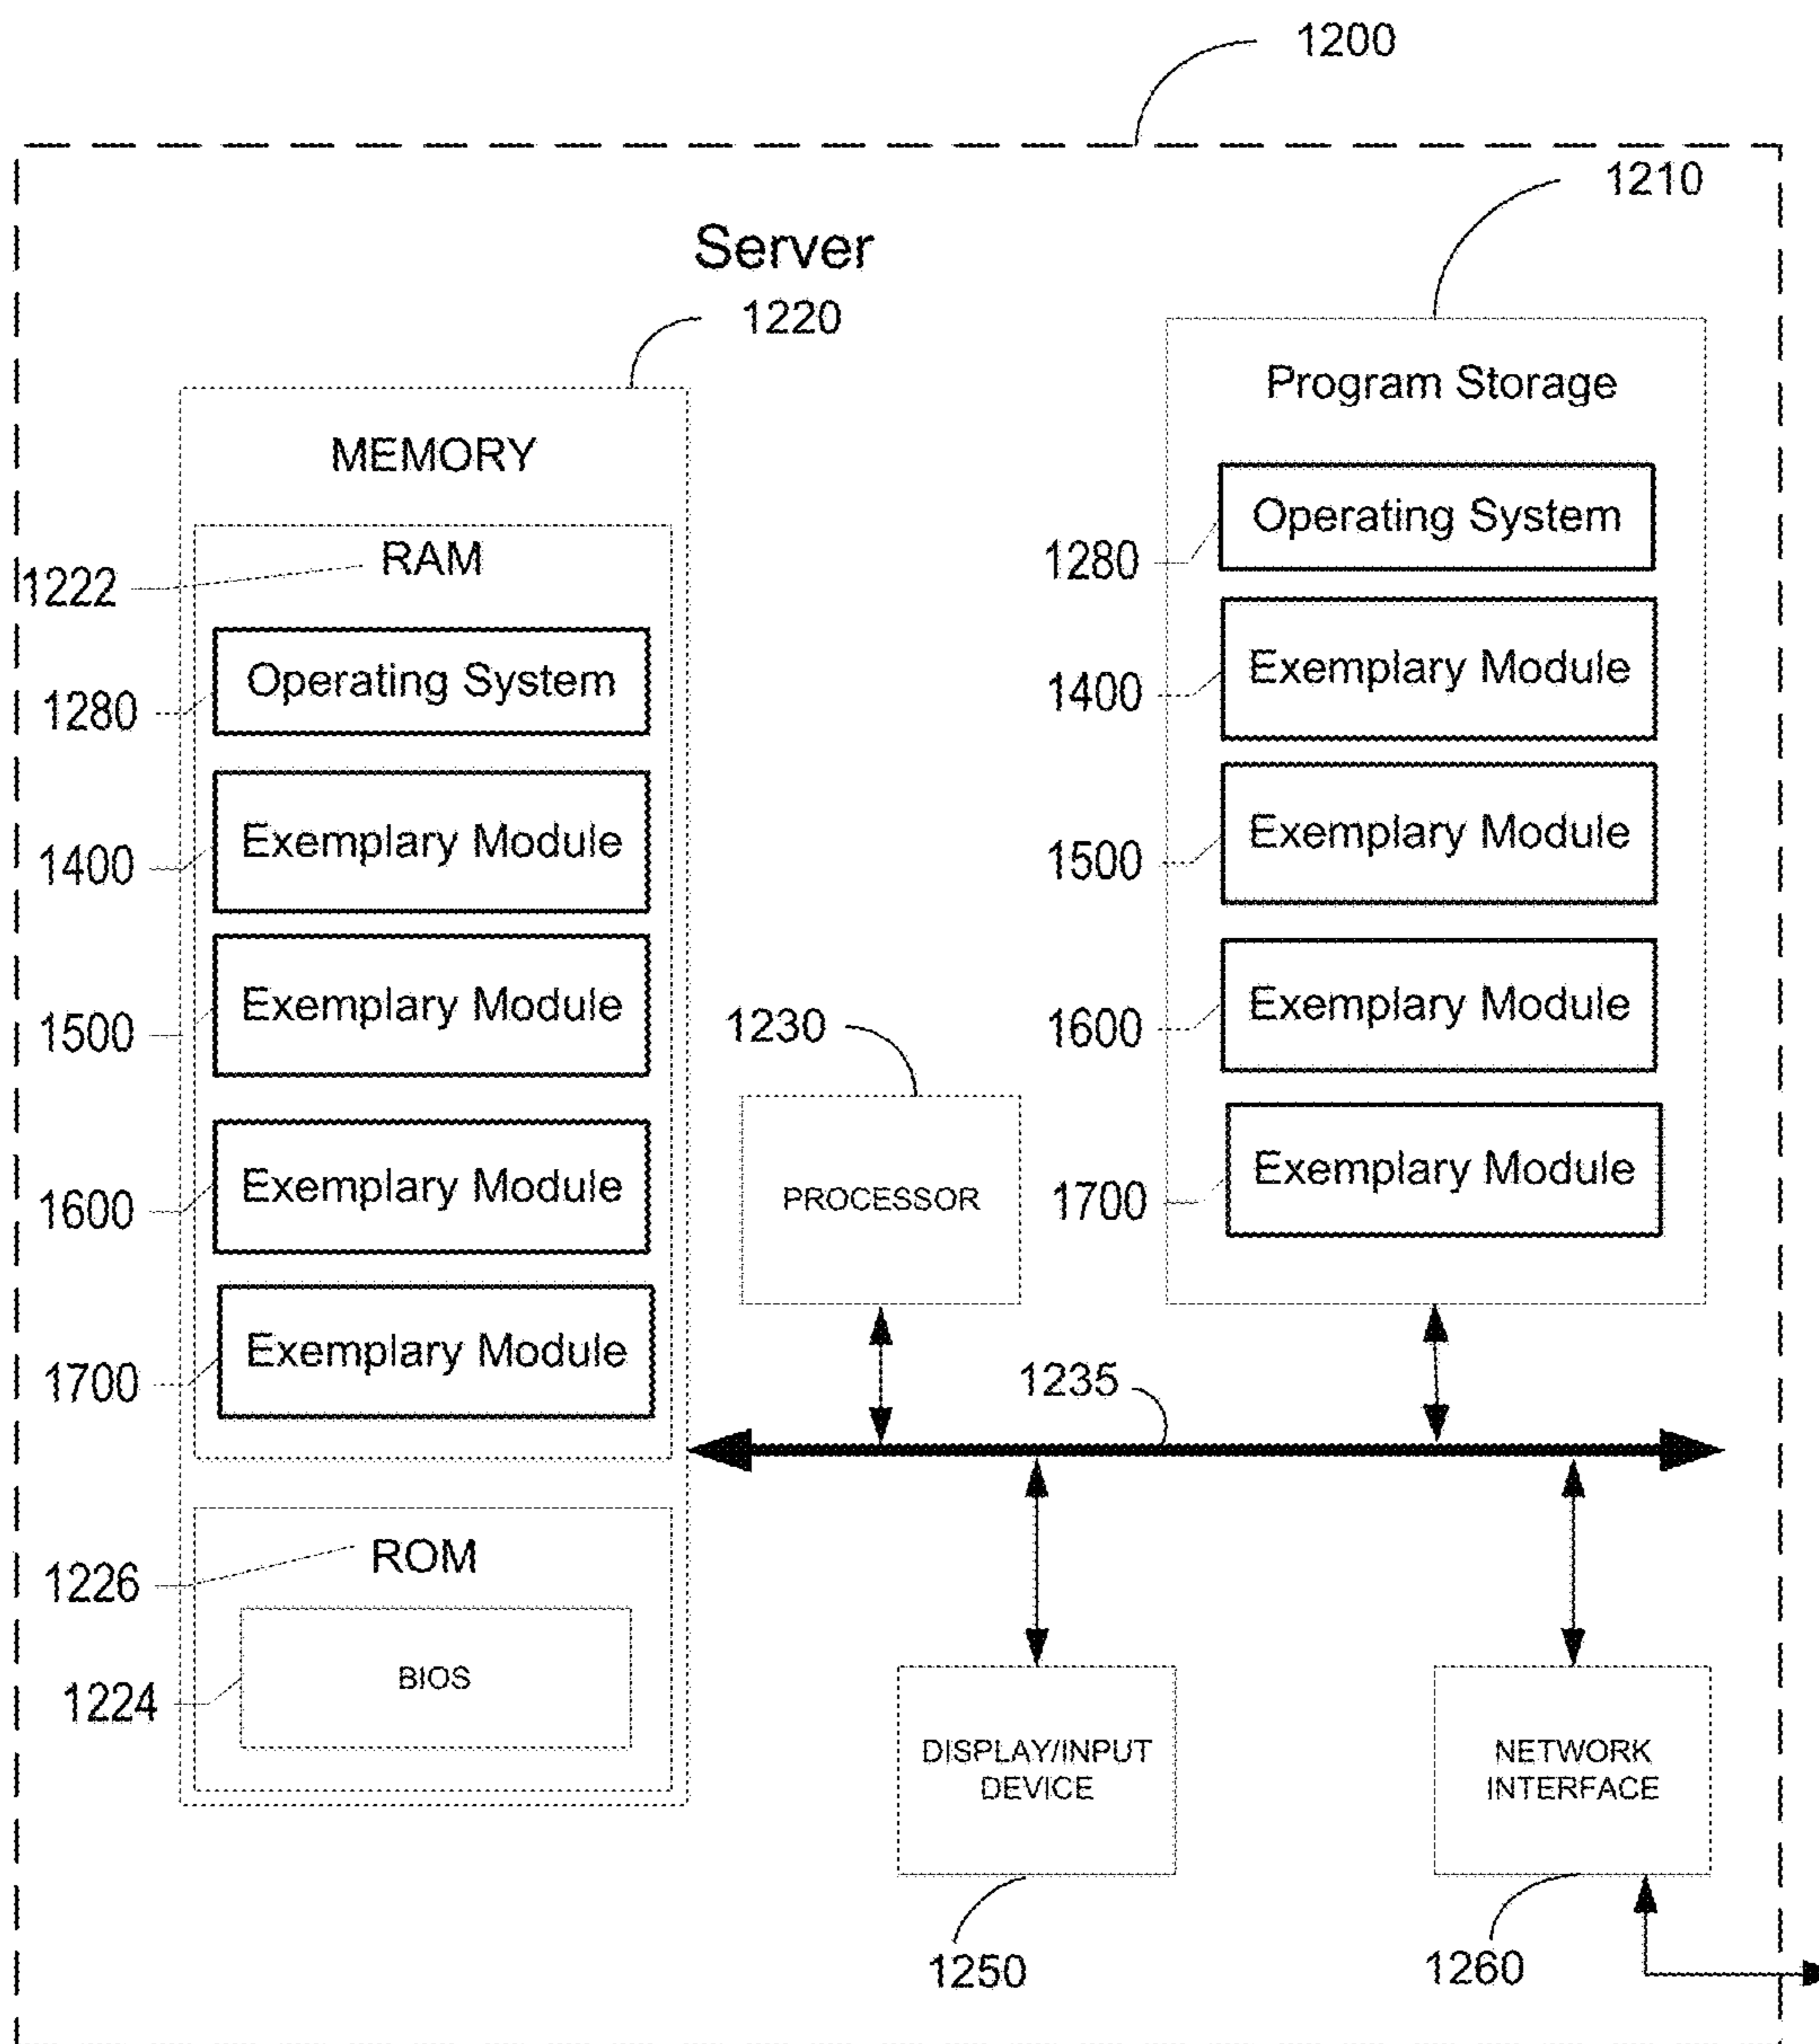 1200
1210
Server
1220
Program Storage
MEMORY
Operating System
1280
RAM
1222
Exemplary Module
1400
Operating System
1280
Exemplary Module
1500
Exemplary Module
1400
Exemplary Module
1600
Exemplary Module
1500
1230
Exemplary Module
1700
PROCESSOR
Exemplary Module
1600
Exemplary Module
1700
1235
ROM
1226
BIOS
1224
DISPLAY/INPUT
DEVICE
NETWORK
INTERFACE
1250
1260